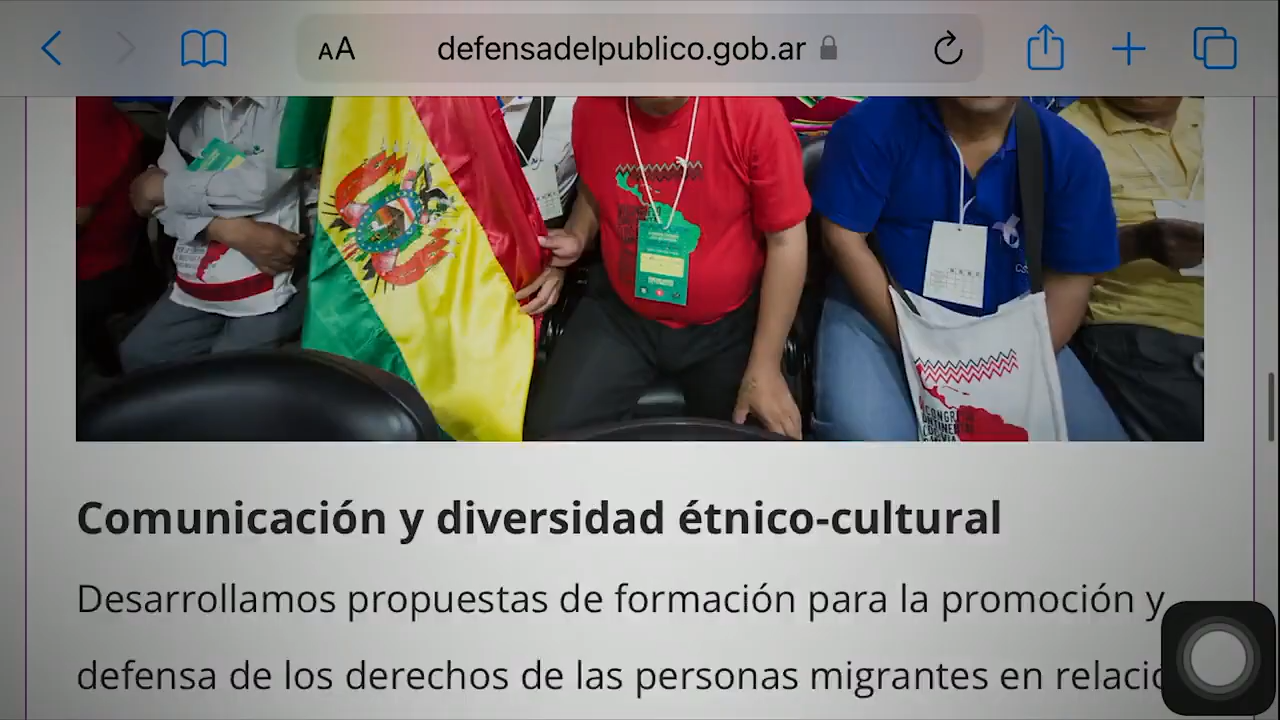 AA
defensadelpublico.gob.ar
CONGR
Comunicación y diversidad étnico-cultural
Desarrollamos propuestas de formación para la promoción y
defensa de los derechos de las personas migrantes en relació